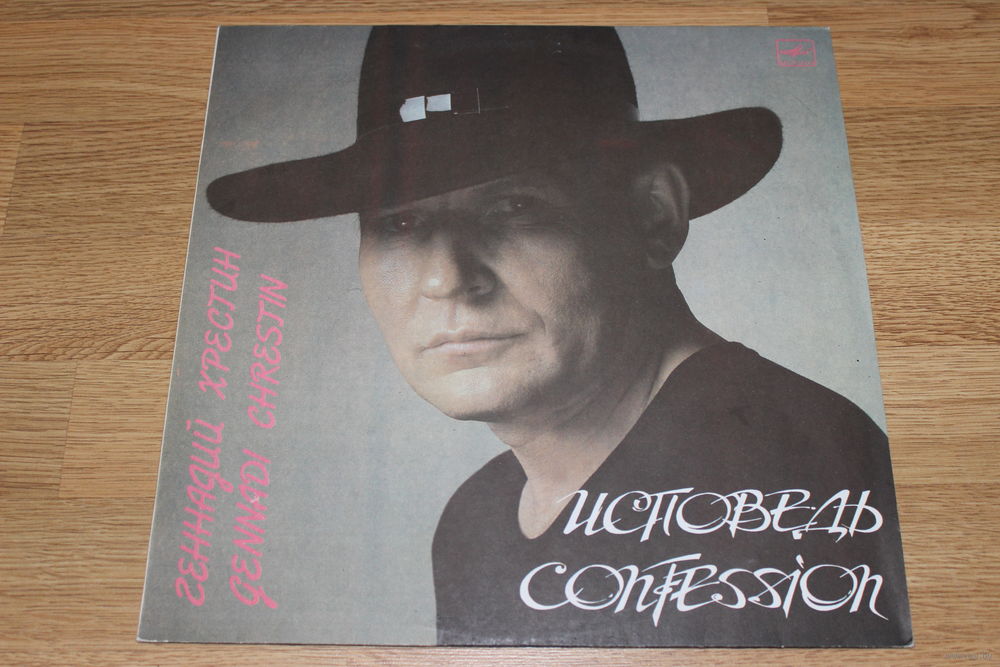 ГЕННАДИЙ ХРЕСТИН
GENNADI CHRESTIN
ИСПОВЕДЬ
CONFESSION